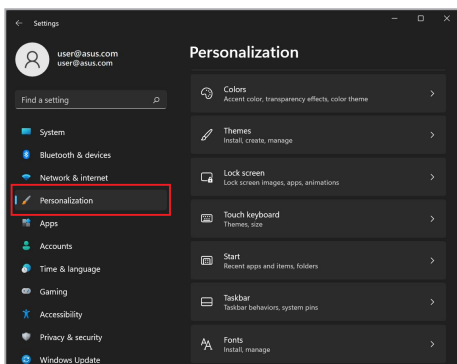 Settings
user@asus.com
user@asus.com
Find a setting
System
Bluetooth & devices
Network & internet
Personalization
Apps
Accounts
Time & language
Gaming
Accessibility
Privacy & security
Windows Update
Personalization
Colors
Accent color, transparency effects, color theme
Themes
Install, create, manage
Lock screen
Lock screen images, apps, animations
Touch keyboard
Themes, size
Start
Recent apps and items, folders
Taskbar
Taskbar behaviors, system pins
Fonts
Install, manage